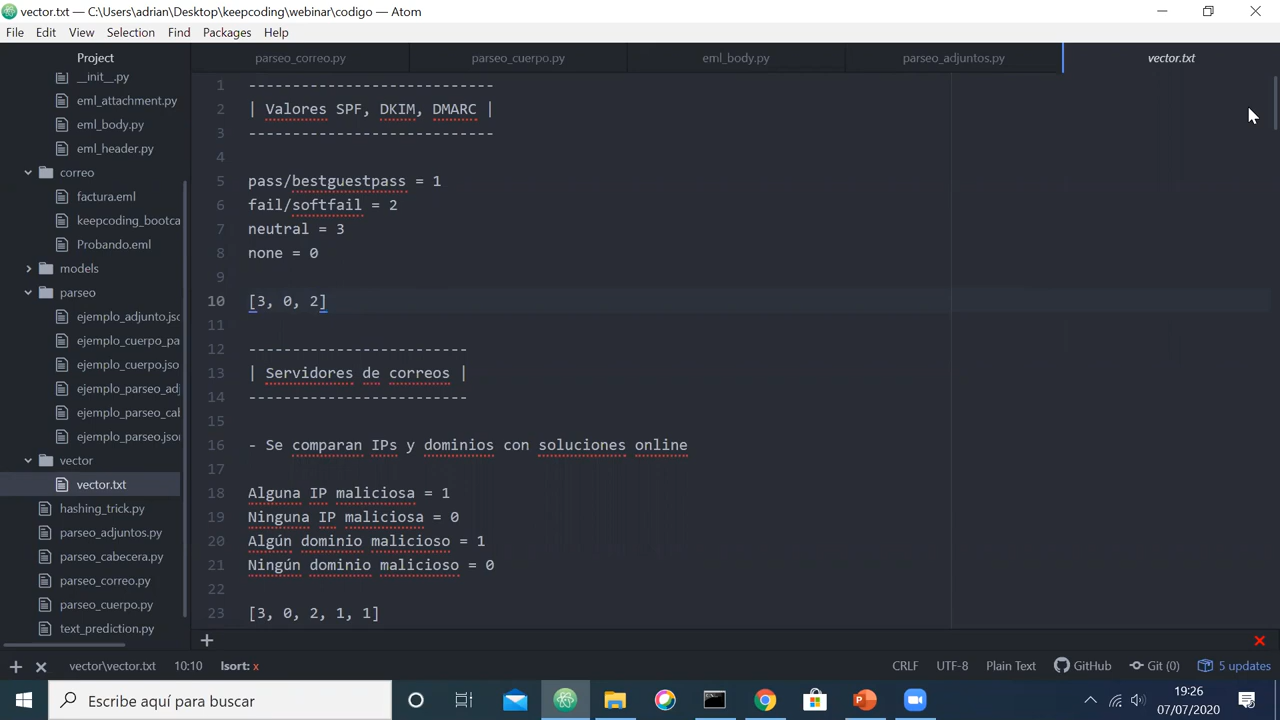 vector.txt — C:\Users\adrian\Desktop\keepcoding\webinar\codigo — Atom
File Edit View Selection Find Packages Help
Project
__init__.py
eml_attachment.py
eml_body.py
eml_header.py
correo
factura.eml
keepcoding_bootca
Probando.eml
models
parseo
ejemplo_adjunto.jsc
ejemplo_cuerpo_pa
ejemplo_cuerpo.jso
ejemplo_parseo_adj
ejemplo_parseo_cab
ejemplo_parseo.json
vector
vector.txt
hashing_trick.py
parseo_adjuntos.py
parseo_cabecera.py
parseo_correo.py
parseo_cuerpo.py
text_prediction.py
parseo_correo.py parseo_cuerpo.py eml_body.py parseo_adjuntos.py vector.txt
1 ----------------------------
2 | Valores SPF, DKIM, DMARC |
3 ----------------------------
4
5 pass/bestguestpass = 1
6 fail/softfail = 2
7 neutral = 3
8 none = 0
9
10 [3, 0, 2]
11
12 -------------------------
13 | Servidores de correos |
14 -------------------------
15
16 - Se comparan IPs y dominios con soluciones online
17
18 Alguna IP maliciosa = 1
19 Ninguna IP maliciosa = 0
20 Algún dominio malicioso = 1
21 Ningún dominio malicioso = 0
22
23 [3, 0, 2, 1, 1]
vector\vector.txt 10:10 Isort: x CRLF UTF-8 Plain Text GitHub Git (0) 5 updates
Escribe aquí para buscar
19:26
07/07/2020